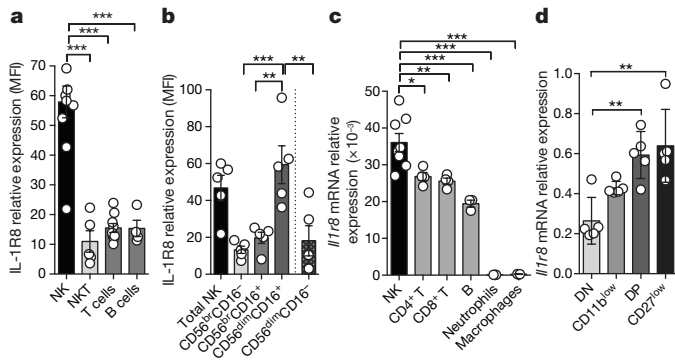 a
***
***
***
IL-1R8 relative expression (MFI)
70
60
50
40
30
20
10
0
NK
NKT
T cells
B cells
b
***
**
**
IL-1R8 relative expression (MFI)
100
80
60
40
20
0
Total NK
CD56ᵇʳCD16⁻
CD56ᵇʳCD16⁺
CD56ᵈⁱᵐCD16⁺
CD56ᵈⁱᵐCD16⁻
c
***
***
***
**
*
Il1r8 mRNA relative
expression (×10⁻³)
50
40
30
20
10
0
NK
CD4⁺ T
CD8⁺ T
B
Neutrophils
Macrophages
d
**
**
Il1r8 mRNA relative expression
1.0
0.8
0.6
0.4
0.2
0.0
DN
CD11bˡᵒʷ
DP
CD27ˡᵒʷ